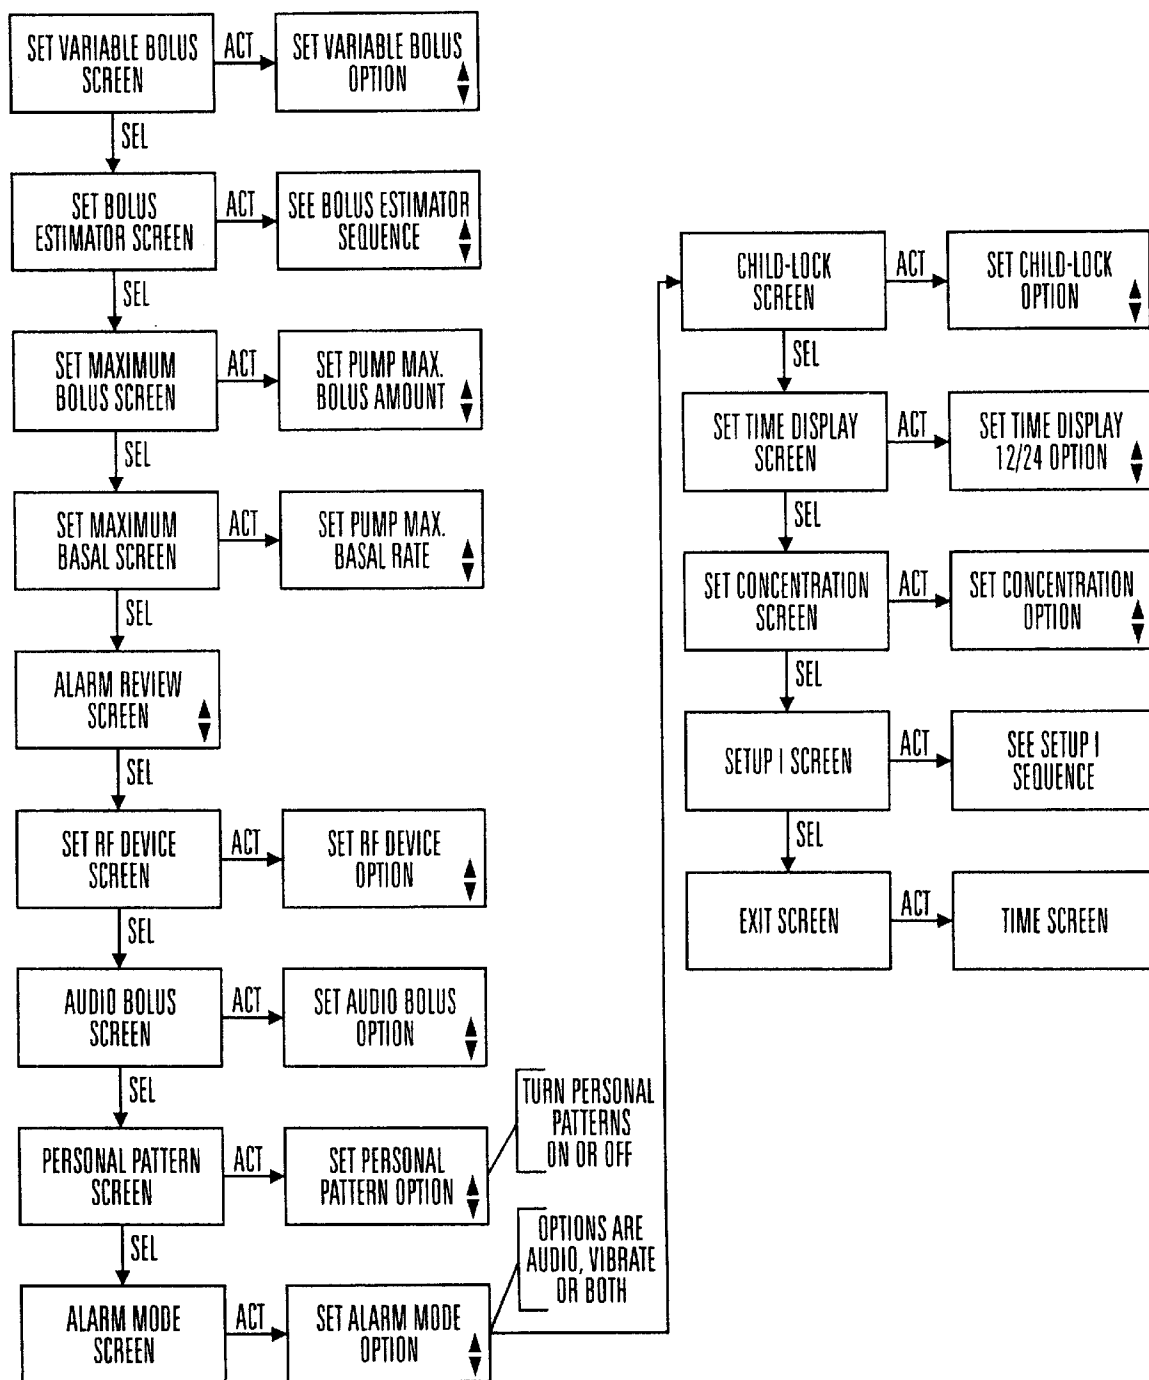 SET VARIABLE BOLUS
SCREEN
ACT
SET VARIABLE BOLUS
OPTION
SEL
SET BOLUS
ESTIMATOR SCREEN
ACT
SEE BOLUS ESTIMATOR
SEQUENCE
SEL
SET MAXIMUM
BOLUS SCREEN
ACT
SET PUMP MAX.
BOLUS AMOUNT
SEL
SET MAXIMUM
BASAL SCREEN
ACT
SET PUMP MAX.
BASAL RATE
SEL
ALARM REVIEW
SCREEN
SEL
SET RF DEVICE
SCREEN
ACT
SET RF DEVICE
OPTION
SEL
AUDIO BOLUS
SCREEN
ACT
SET AUDIO BOLUS
OPTION
SEL
PERSONAL PATTERN
SCREEN
ACT
SET PERSONAL
PATTERN OPTION
TURN PERSONAL
PATTERNS
ON OR OFF
SEL
ALARM MODE
SCREEN
ACT
SET ALARM MODE
OPTION
OPTIONS ARE
AUDIO, VIBRATE
OR BOTH
CHILD-LOCK
SCREEN
ACT
SET CHILD-LOCK
OPTION
SEL
SET TIME DISPLAY
SCREEN
ACT
SET TIME DISPLAY
12/24 OPTION
SEL
SET CONCENTRATION
SCREEN
ACT
SET CONCENTRATION
OPTION
SEL
SETUP I SCREEN
ACT
SEE SETUP I
SEQUENCE
SEL
EXIT SCREEN
ACT
TIME SCREEN